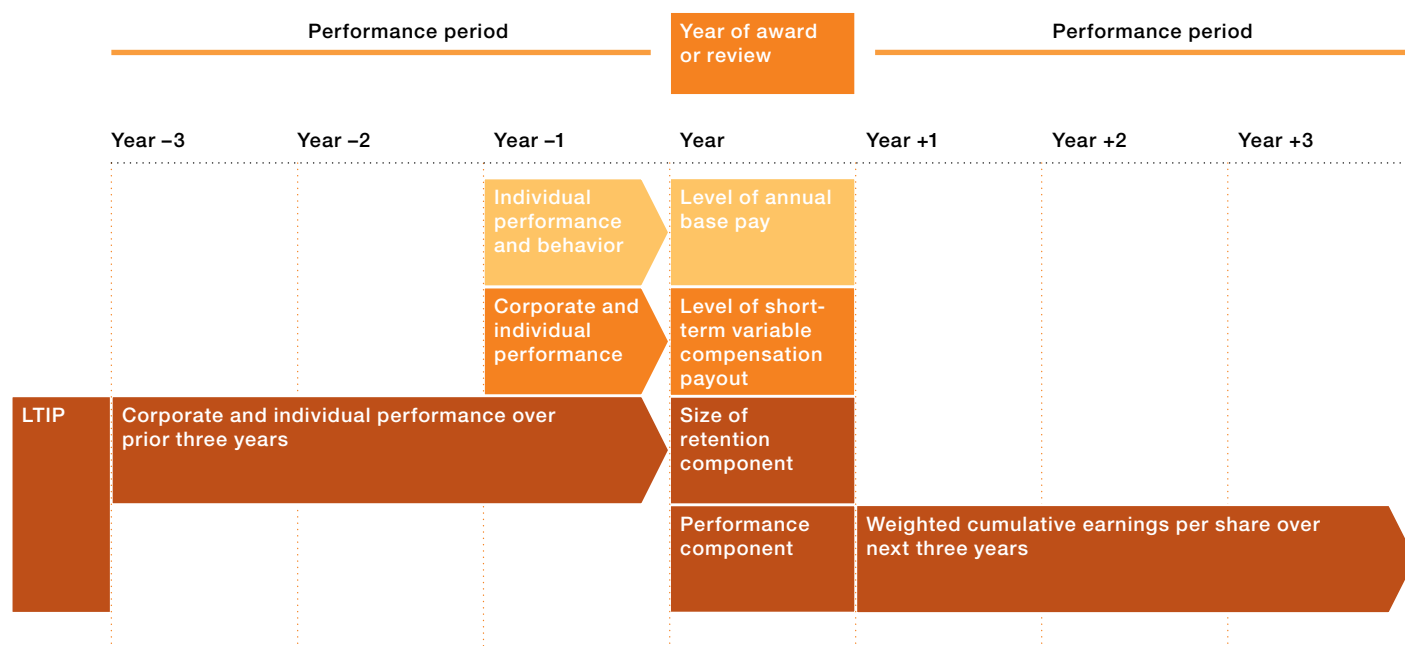 Performance period
Year of award
or review
Performance period
Year –3
Year –2
Year –1
Year
Year +1
Year +2
Year +3
Individual
performance
and behavior
Level of annual
base pay
Corporate and
individual
performance
Level of short-
term variable
compensation
payout
LTIP
Corporate and individual performance over
prior three years
Size of
retention
component
Performance
component
Weighted cumulative earnings per share over
next three years